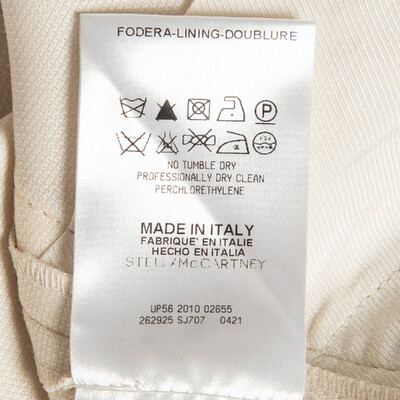 FODERA-LINING-DOUBLURE
P
NO TUMBLE DRY
PROFESSIONALLY DRY CLEAN
PERCHLORETHYLENE
MADE IN ITALY
FABRIQUE' EN ITALIE
HECHO EN ITALIA
STELLA McCARTNEY
UP56 2010 02655
262925 SJ707 0421